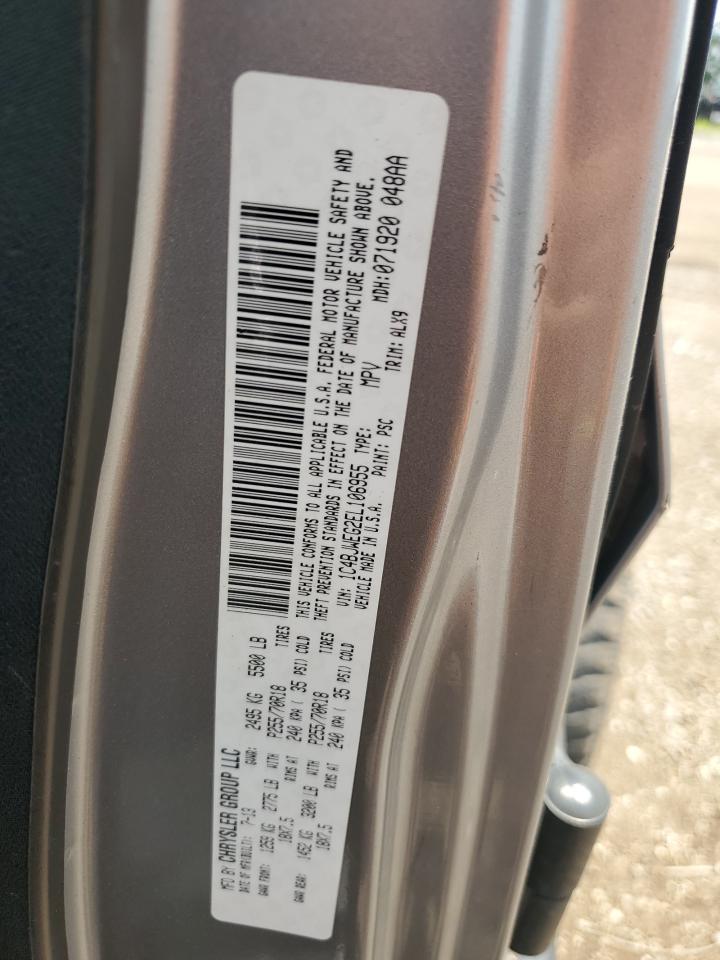 MFD BY CHRYSLER GROUP LLC
DATE OF MFR(BUILT): 7-13 GVWR: 2495 KG 5500 LB
GAWR FRONT: 1259 KG 2775 LB WITH P255/70R18 TIRES
18X7.5 RIMS AT 240 KPA ( 35 PSI) COLD
GAWR REAR: 1452 KG 3200 LB WITH P255/70R18 TIRES
18X7.5 RIMS AT 240 KPA ( 35 PSI) COLD
THIS VEHICLE CONFORMS TO ALL APPLICABLE U.S.A. FEDERAL MOTOR VEHICLE SAFETY AND
THEFT PREVENTION STANDARDS IN EFFECT ON THE DATE OF MANUFACTURE SHOWN ABOVE.
VIN: 1C4BJWEG2EL106955 TYPE: MPV MDH:071920 048AA
VEHICLE MADE IN U.S.A. PAINT: PSC TRIM: ALX9